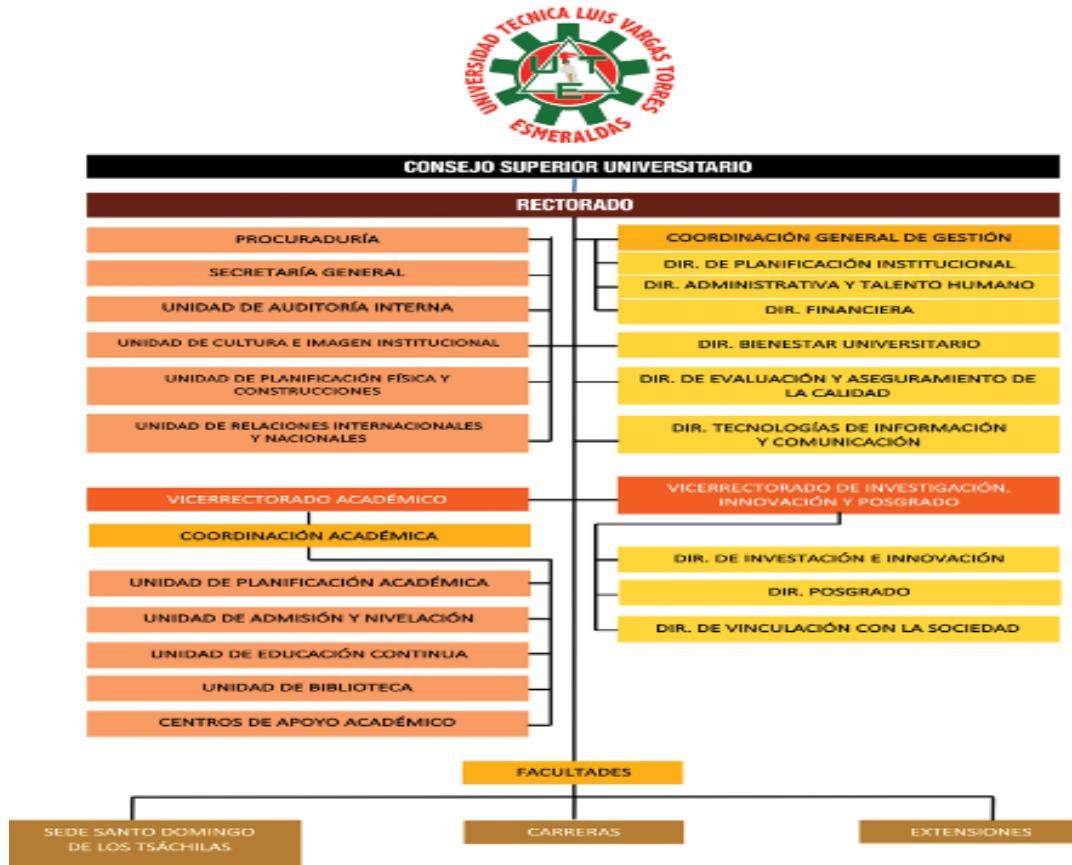 UNIVERSIDAD TECNICA LUIS VARGAS TORRES
UTE
ESMERALDAS
CONSEJO SUPERIOR UNIVERSITARIO
RECTORADO
PROCURADURÍA
SECRETARÍA GENERAL
UNIDAD DE AUDITORÍA INTERNA
UNIDAD DE CULTURA E IMAGEN INSTITUCIONAL
UNIDAD DE PLANIFICACIÓN FÍSICA Y
CONSTRUCCIONES
UNIDAD DE RELACIONES INTERNACIONALES
Y NACIONALES
COORDINACIÓN GENERAL DE GESTIÓN
DIR. DE PLANIFICACIÓN INSTITUCIONAL
DIR. ADMINISTRATIVA Y TALENTO HUMANO
DIR. FINANCIERA
DIR. BIENESTAR UNIVERSITARIO
DIR. DE EVALUACIÓN Y ASEGURAMIENTO DE
LA CALIDAD
DIR. TECNOLOGÍAS DE INFORMACIÓN
Y COMUNICACIÓN
VICERRECTORADO ACADÉMICO
COORDINACIÓN ACADÉMICA
UNIDAD DE PLANIFICACIÓN ACADÉMICA
UNIDAD DE ADMISIÓN Y NIVELACIÓN
UNIDAD DE EDUCACIÓN CONTINUA
UNIDAD DE BIBLIOTECA
CENTROS DE APOYO ACADÉMICO
VICERRECTORADO DE INVESTIGACIÓN,
INNOVACIÓN Y POSGRADO
DIR. DE INVESTACIÓN E INNOVACIÓN
DIR. POSGRADO
DIR. DE VINCULACIÓN CON LA SOCIEDAD
FACULTADES
SEDE SANTO DOMINGO
DE LOS TSÁCHILAS
CARRERAS
EXTENSIONES